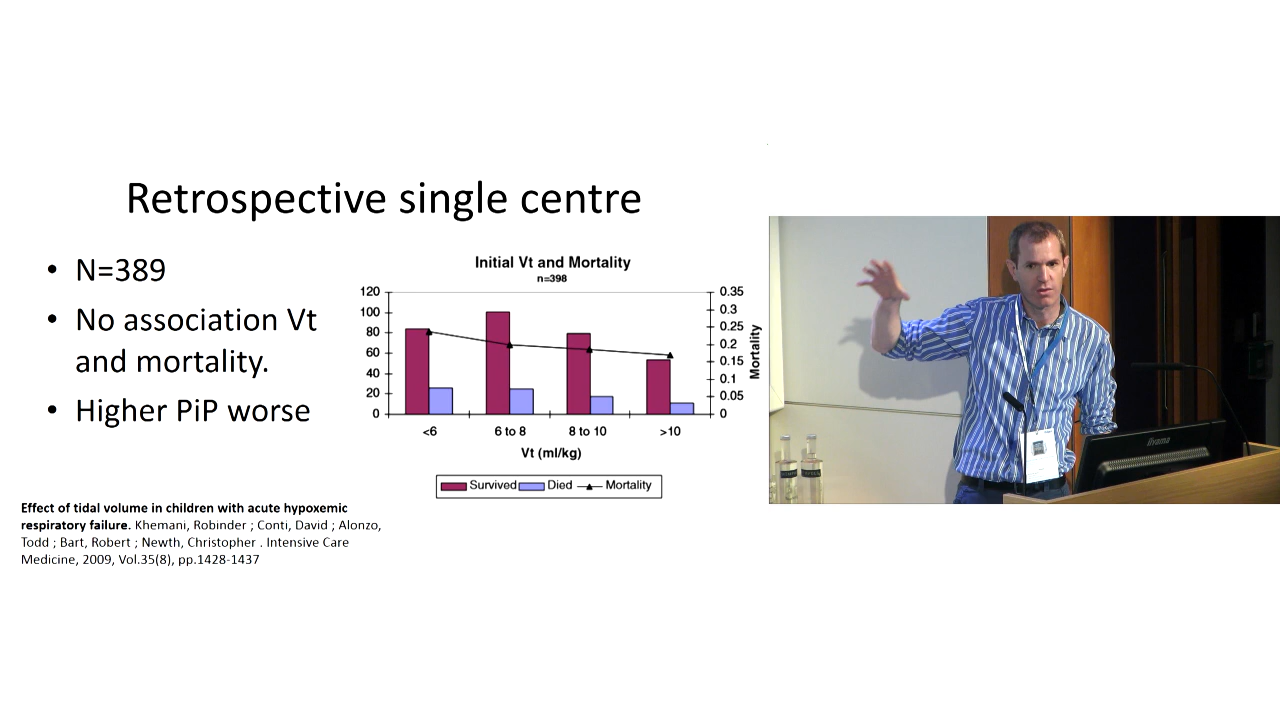 Retrospective single centre
• N=389
• No association Vt
and mortality.
• Higher PiP worse
Initial Vt and Mortality
n=398
120
100
80
60
40
20
0
0.35
0.3
0.25
0.2
0.15
0.1
0.05
0
Mortality
<6
6 to 8
8 to 10
>10
Vt (ml/kg)
Survived
Died
Mortality
Effect of tidal volume in children with acute hypoxemic
respiratory failure. Khemani, Robinder ; Conti, David ; Alonzo,
Todd ; Bart, Robert ; Newth, Christopher . Intensive Care
Medicine, 2009, Vol.35(8), pp.1428-1437
iiyama